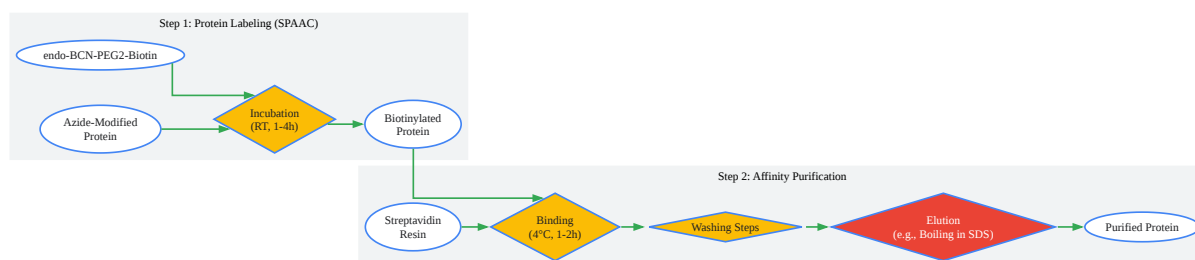 Step 1: Protein Labeling (SPAAC)
endo-BCN-PEG2-Biotin
Azide-Modified
Protein
Incubation
(RT, 1-4h)
Biotinylated
Protein
Step 2: Affinity Purification
Streptavidin
Resin
Binding
(4°C, 1-2h)
Washing Steps
Elution
(e.g., Boiling in SDS)
Purified Protein